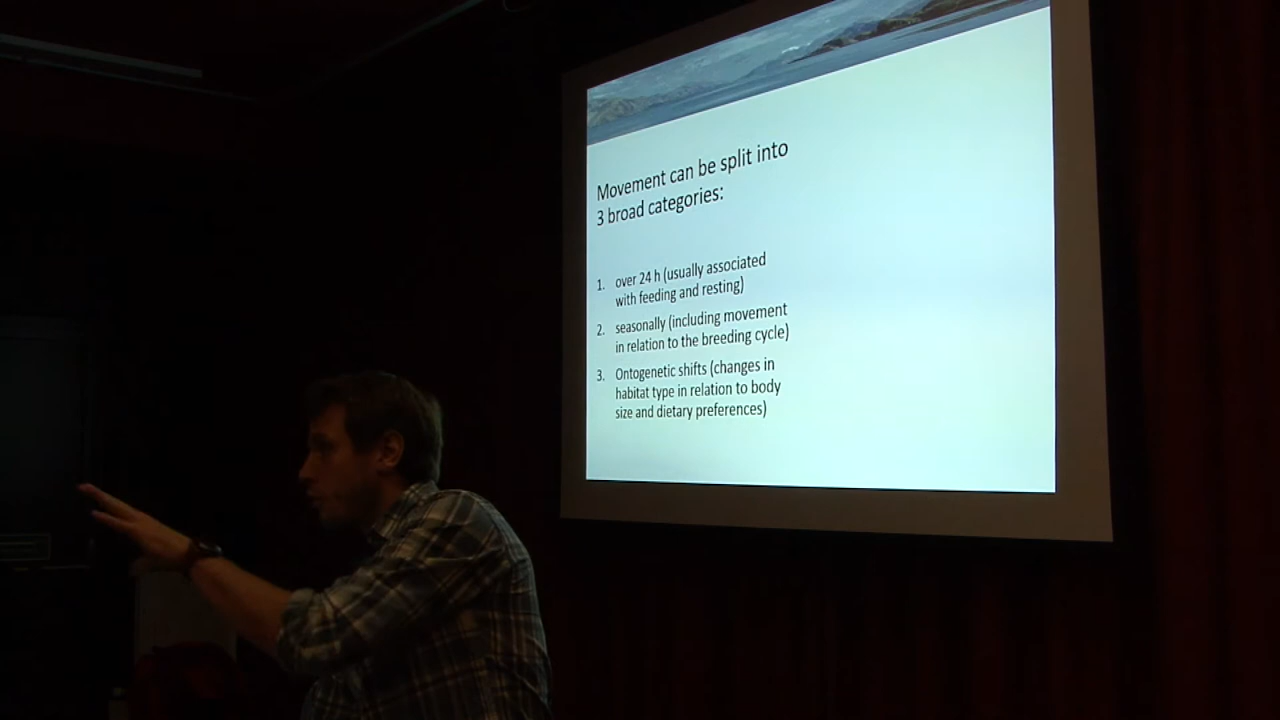 Movement can be split into
3 broad categories:
1. over 24 h (usually associated
with feeding and resting)
2. seasonally (including movement
in relation to the breeding cycle)
3. Ontogenetic shifts (changes in
habitat type in relation to body
size and dietary preferences)